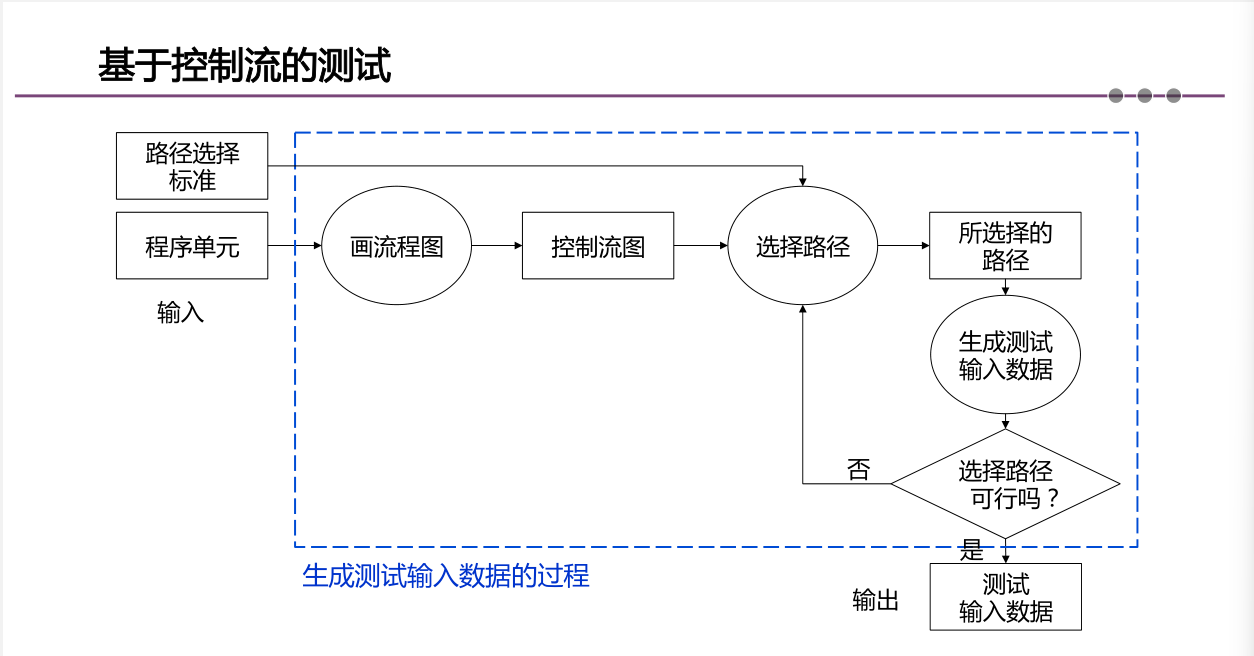 基于控制流的测试
路径选择
标准
程序单元
输入
画流程图
控制流图
选择路径
所选择的
路径
生成测试
输入数据
选择路径
可行吗？
否
是
生成测试输入数据的过程
输出
测试
输入数据